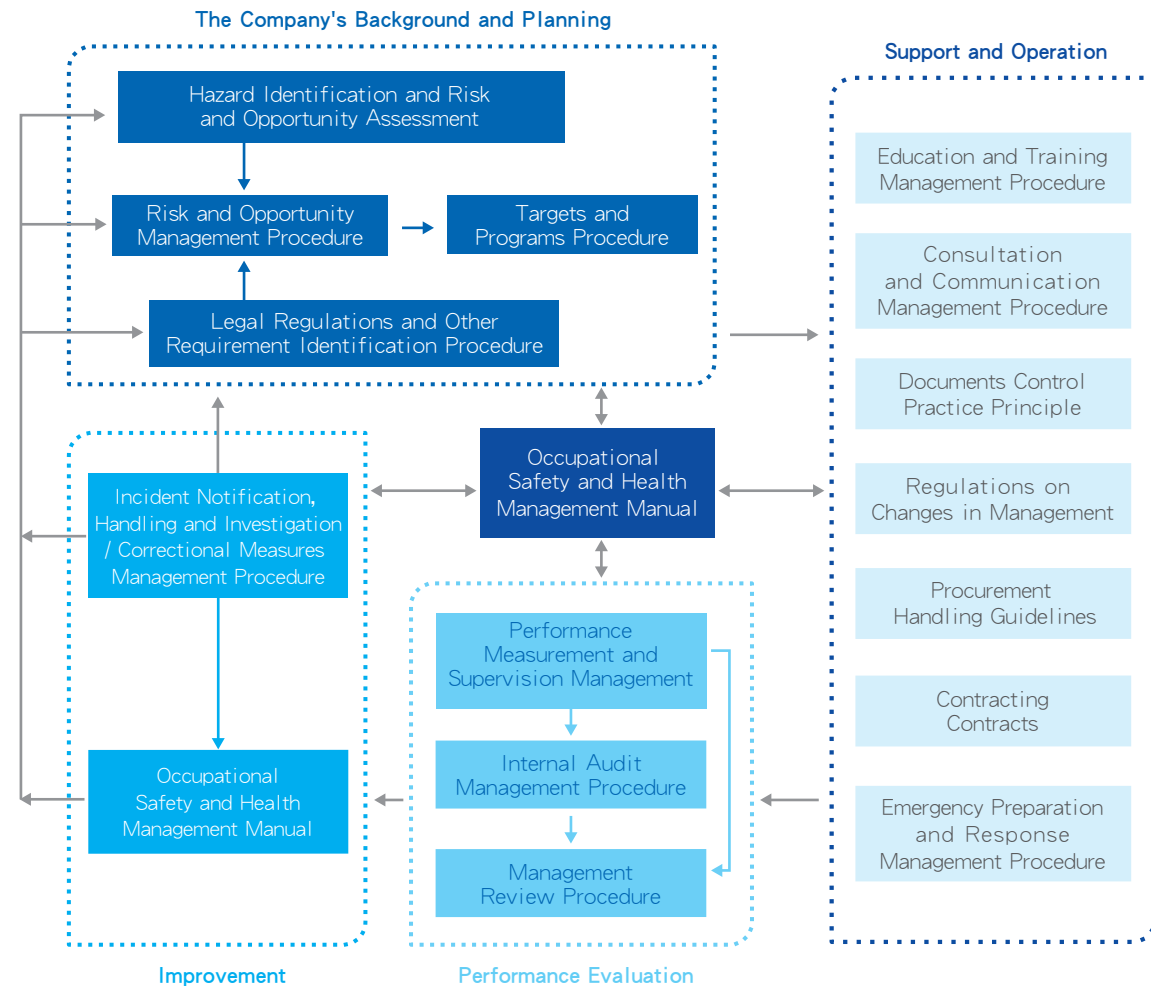 The Company's Background and Planning
Hazard Identification and Risk
and Opportunity Assessment
Risk and Opportunity
Management Procedure
Targets and
Programs Procedure
Legal Regulations and Other
Requirement Identification Procedure
Support and Operation
Education and Training
Management Procedure
Consultation
and Communication
Management Procedure
Documents Control
Practice Principle
Regulations on
Changes in Management
Procurement
Handling Guidelines
Contracting
Contracts
Emergency Preparation
and Response
Management Procedure
Occupational
Safety and Health
Management Manual
Incident Notification,
Handling and Investigation
/ Correctional Measures
Management Procedure
Occupational
Safety and Health
Management Manual
Improvement
Performance
Measurement and
Supervision Management
Internal Audit
Management Procedure
Management
Review Procedure
Performance Evaluation